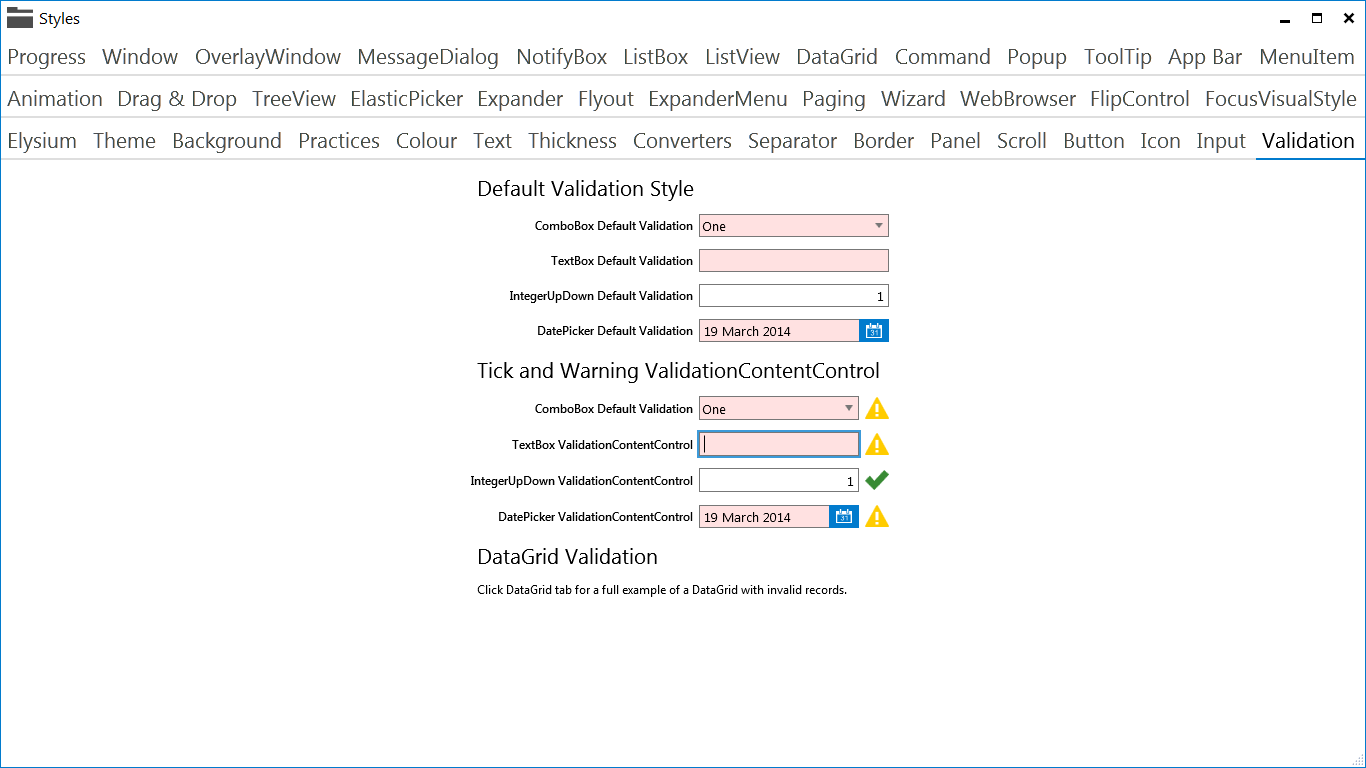 Styles
Progress Window OverlayWindow MessageDialog NotifyBox ListBox ListView DataGrid Command Popup ToolTip App Bar MenuItem
Animation Drag & Drop TreeView ElasticPicker Expander Flyout ExpanderMenu Paging Wizard WebBrowser FlipControl FocusVisualStyle
Elysium Theme Background Practices Colour Text Thickness Converters Separator Border Panel Scroll Button Icon Input Validation
Default Validation Style
ComboBox Default Validation One
TextBox Default Validation
IntegerUpDown Default Validation 1
DatePicker Default Validation 19 March 2014 31
Tick and Warning ValidationContentControl
ComboBox Default Validation One
TextBox ValidationContentControl
IntegerUpDown ValidationContentControl 1
DatePicker ValidationContentControl 19 March 2014 31
DataGrid Validation
Click DataGrid tab for a full example of a DataGrid with invalid records.